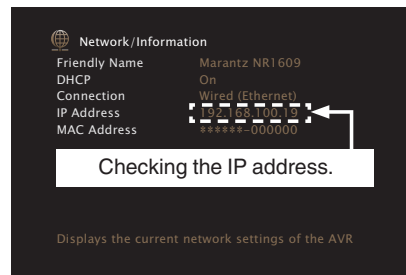 Network/Information
Friendly Name Marantz NR1609
DHCP On
Connection Wired (Ethernet)
IP Address 192.168.100.19
MAC Address ******-000000
Checking the IP address.
Displays the current network settings of the AVR